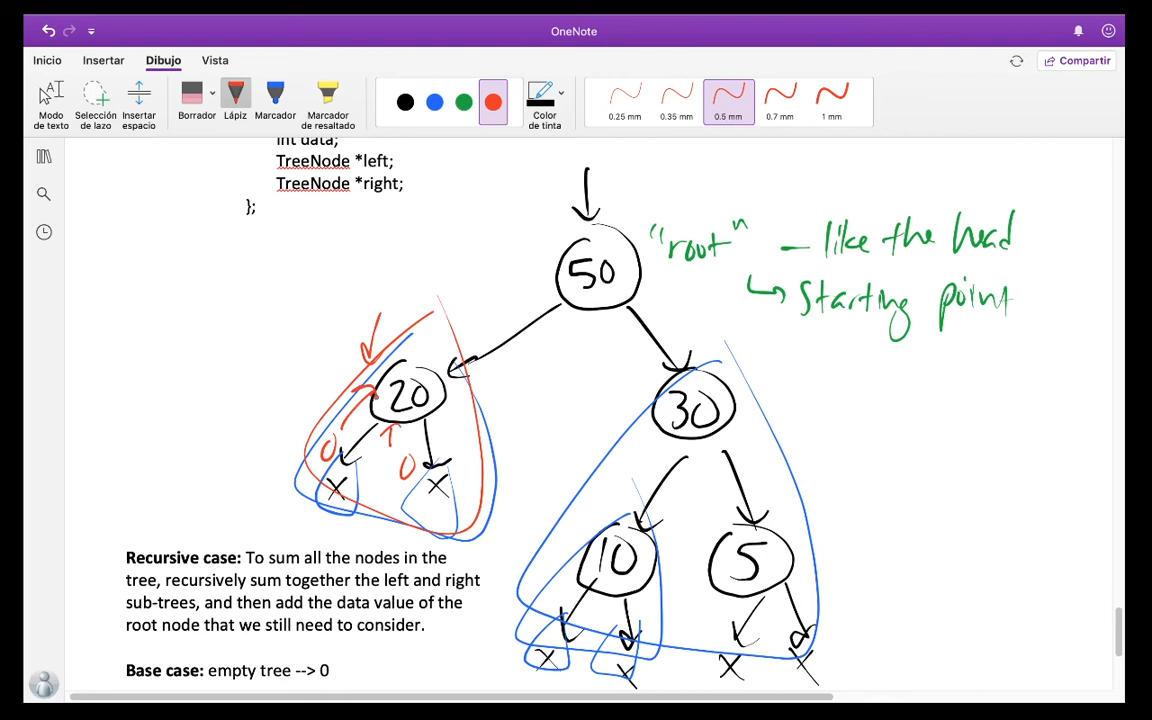 OneNote
Inicio Insertar Dibujo Vista Compartir
Modo de texto
Selección de lazo
Insertar espacio
Borrador
Lápiz
Marcador
Marcador de resaltado
Color de tinta
0.25 mm 0.35 mm 0.5 mm 0.7 mm 1 mm
int data;
TreeNode *left;
TreeNode *right;
};
"root" – like the head
↳ Starting point
50
20 30
0 0
X X
10 5
X X X X
Recursive case: To sum all the nodes in the
tree, recursively sum together the left and right
sub-trees, and then add the data value of the
root node that we still need to consider.
Base case: empty tree --> 0